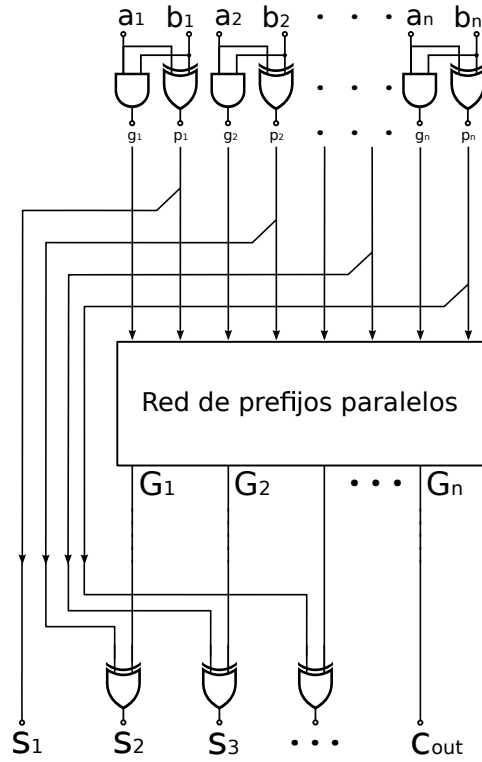 a₁ b₁ a₂ b₂ · · · aₙ bₙ
· · ·
g₁ p₁ g₂ p₂ · · · gₙ pₙ
Red de prefijos paralelos
G₁ G₂ ••• Gₙ
s₁ s₂ s₃ ••• cout